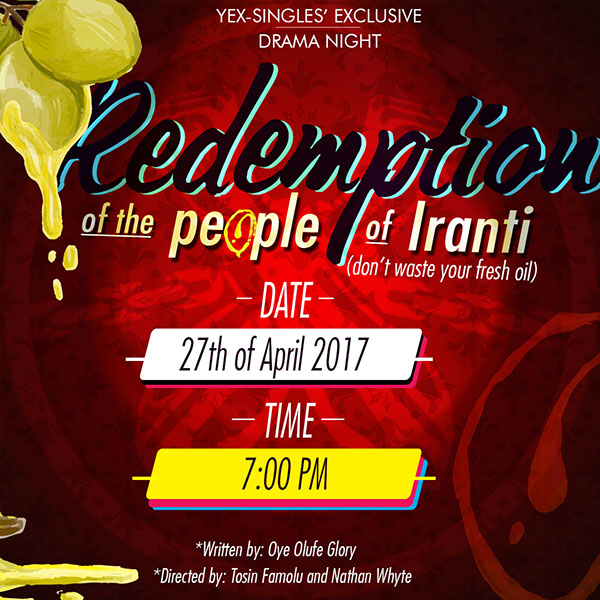 YEX-SINGLES' EXCLUSIVE
DRAMA NIGHT
Redemption
of the people of Iranti
(don't waste your fresh oil)
– DATE –
27th of April 2017
– TIME –
7:00 PM
*Written by: Oye Olufe Glory
*Directed by: Tosin Famolu and Nathan Whyte